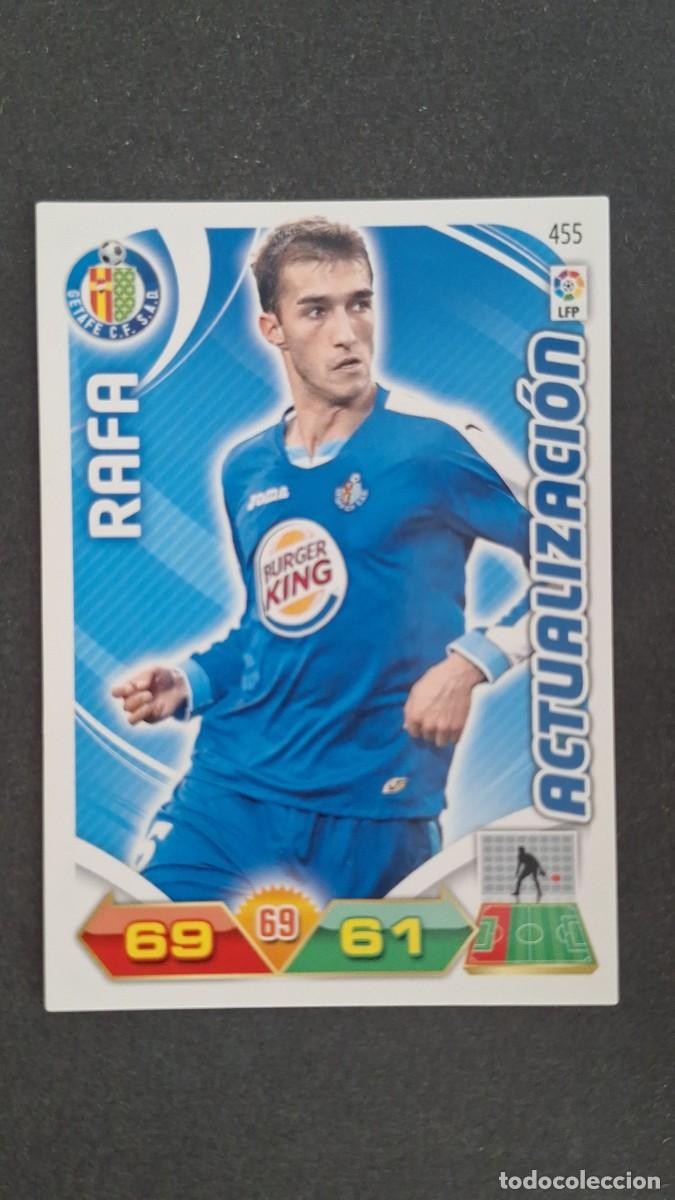 455
GETAFE C.F. S.A.D.
LFP
RAFA
ACTUALIZACIÓN
JOMA
BURGER
KING
69
69
61
todocoleccion